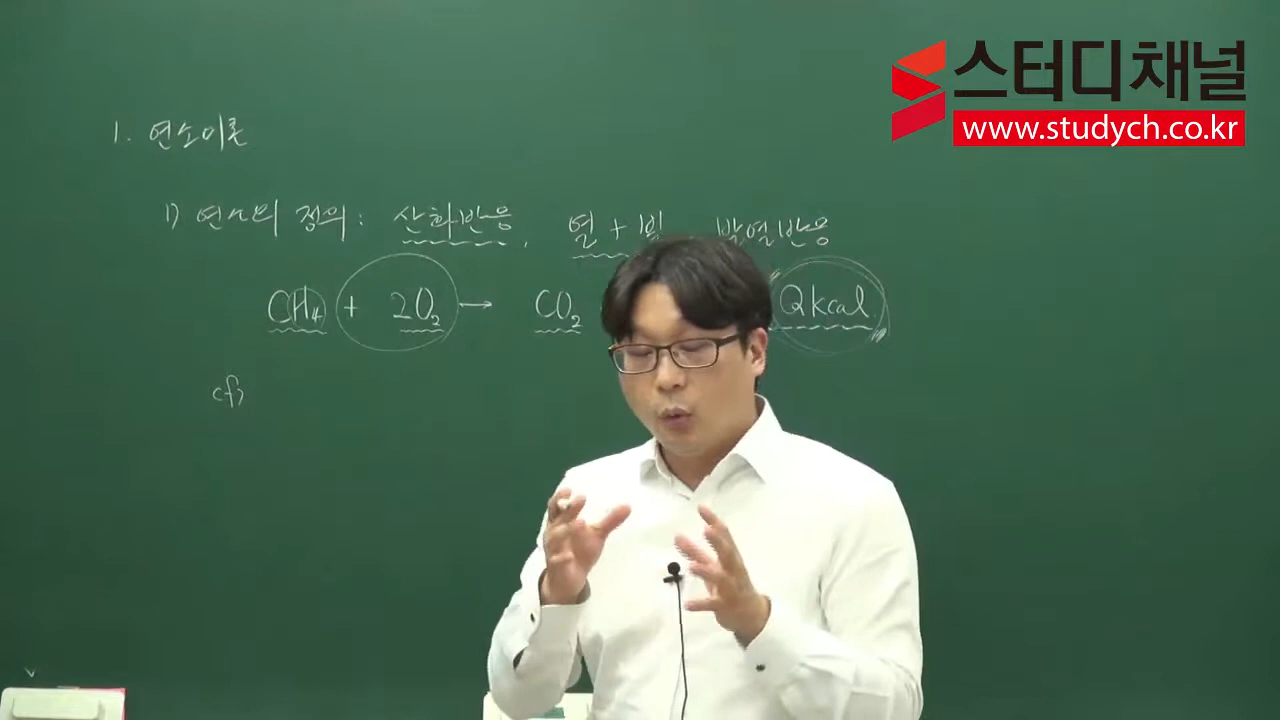 스터디채널
www.studych.co.kr
1. 연소이론
1) 연소의 정의: 산화반응, 열 + 빛, 발열반응
CH₄ + 2O₂ → CO₂ Qkcal
cf)